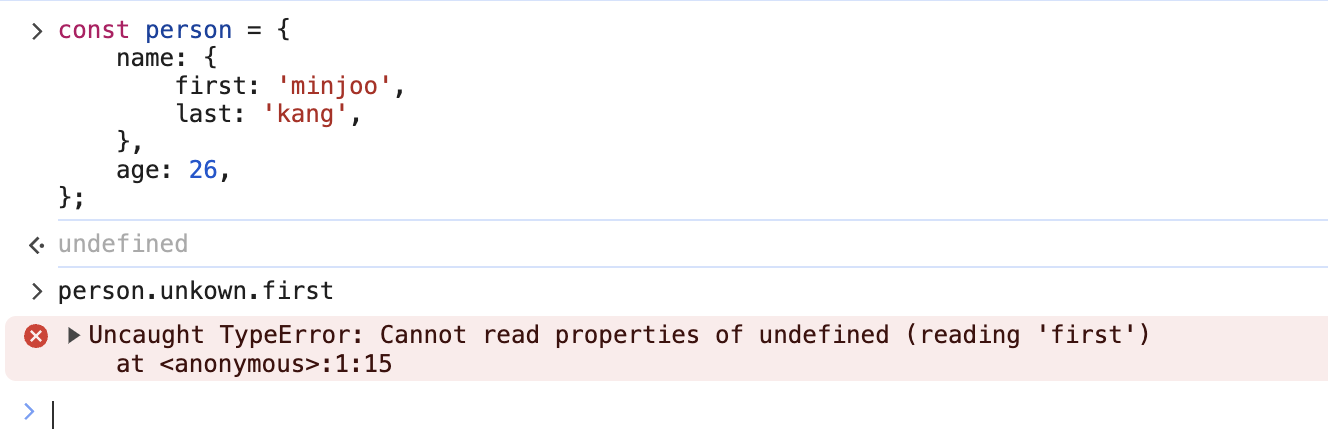 > const person = {
    name: {
        first: 'minjoo',
        last: 'kang',
    },
    age: 26,
};
undefined
> person.unkown.first
Uncaught TypeError: Cannot read properties of undefined (reading 'first')
    at <anonymous>:1:15
>